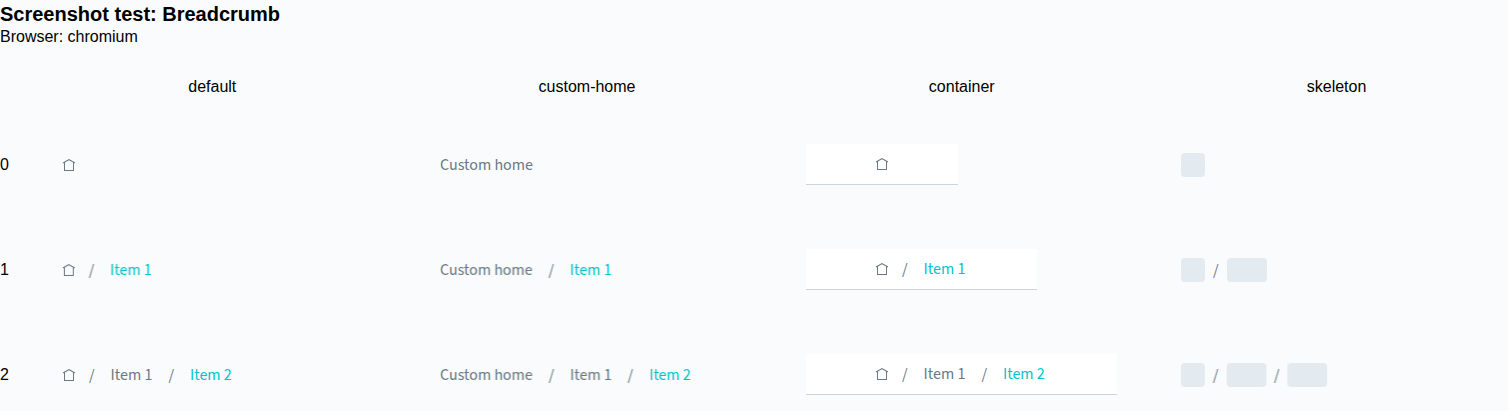 Screenshot test: Breadcrumb
Browser: chromium
default custom-home container skeleton
0 Custom home
1 / Item 1 Custom home / Item 1 / Item 1 /
2 / Item 1 / Item 2 Custom home / Item 1 / Item 2 / Item 1 / Item 2 / /